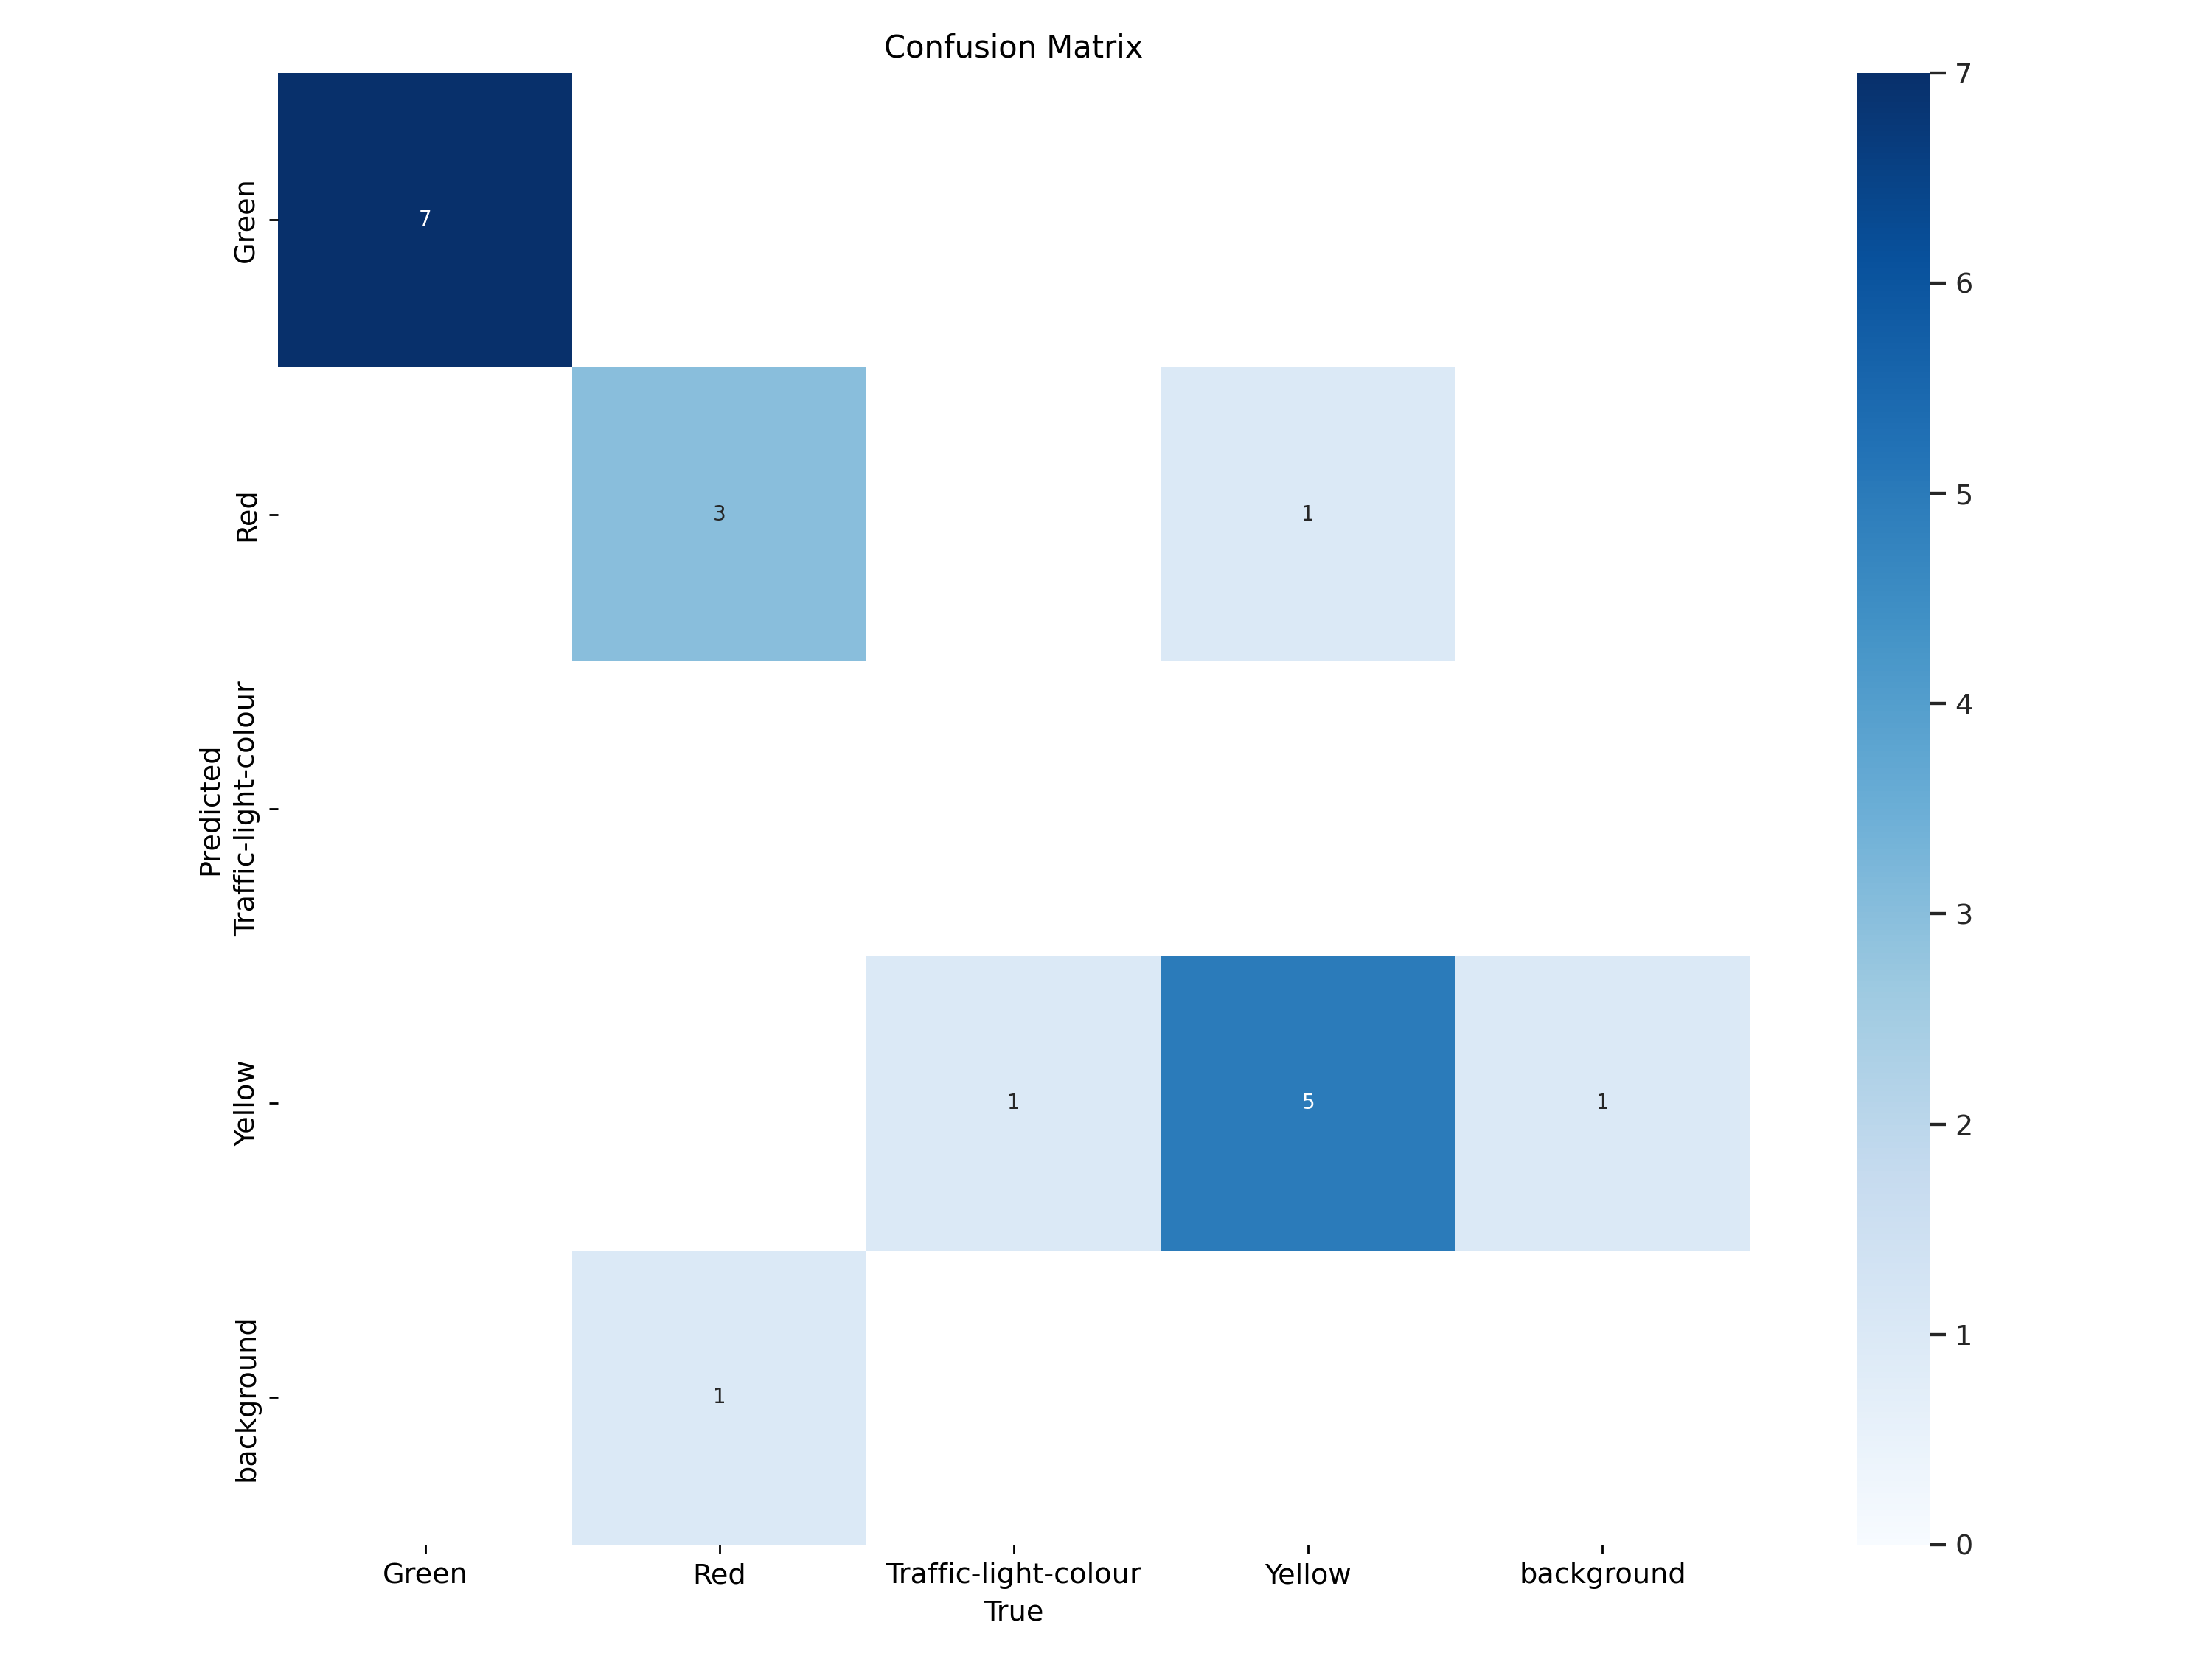 Confusion Matrix
Predicted
Green
Red
Traffic-light-colour
Yellow
background
7
3
1
1
5
1
1
Green
Red
Traffic-light-colour
Yellow
background
True
7
6
5
4
3
2
1
0